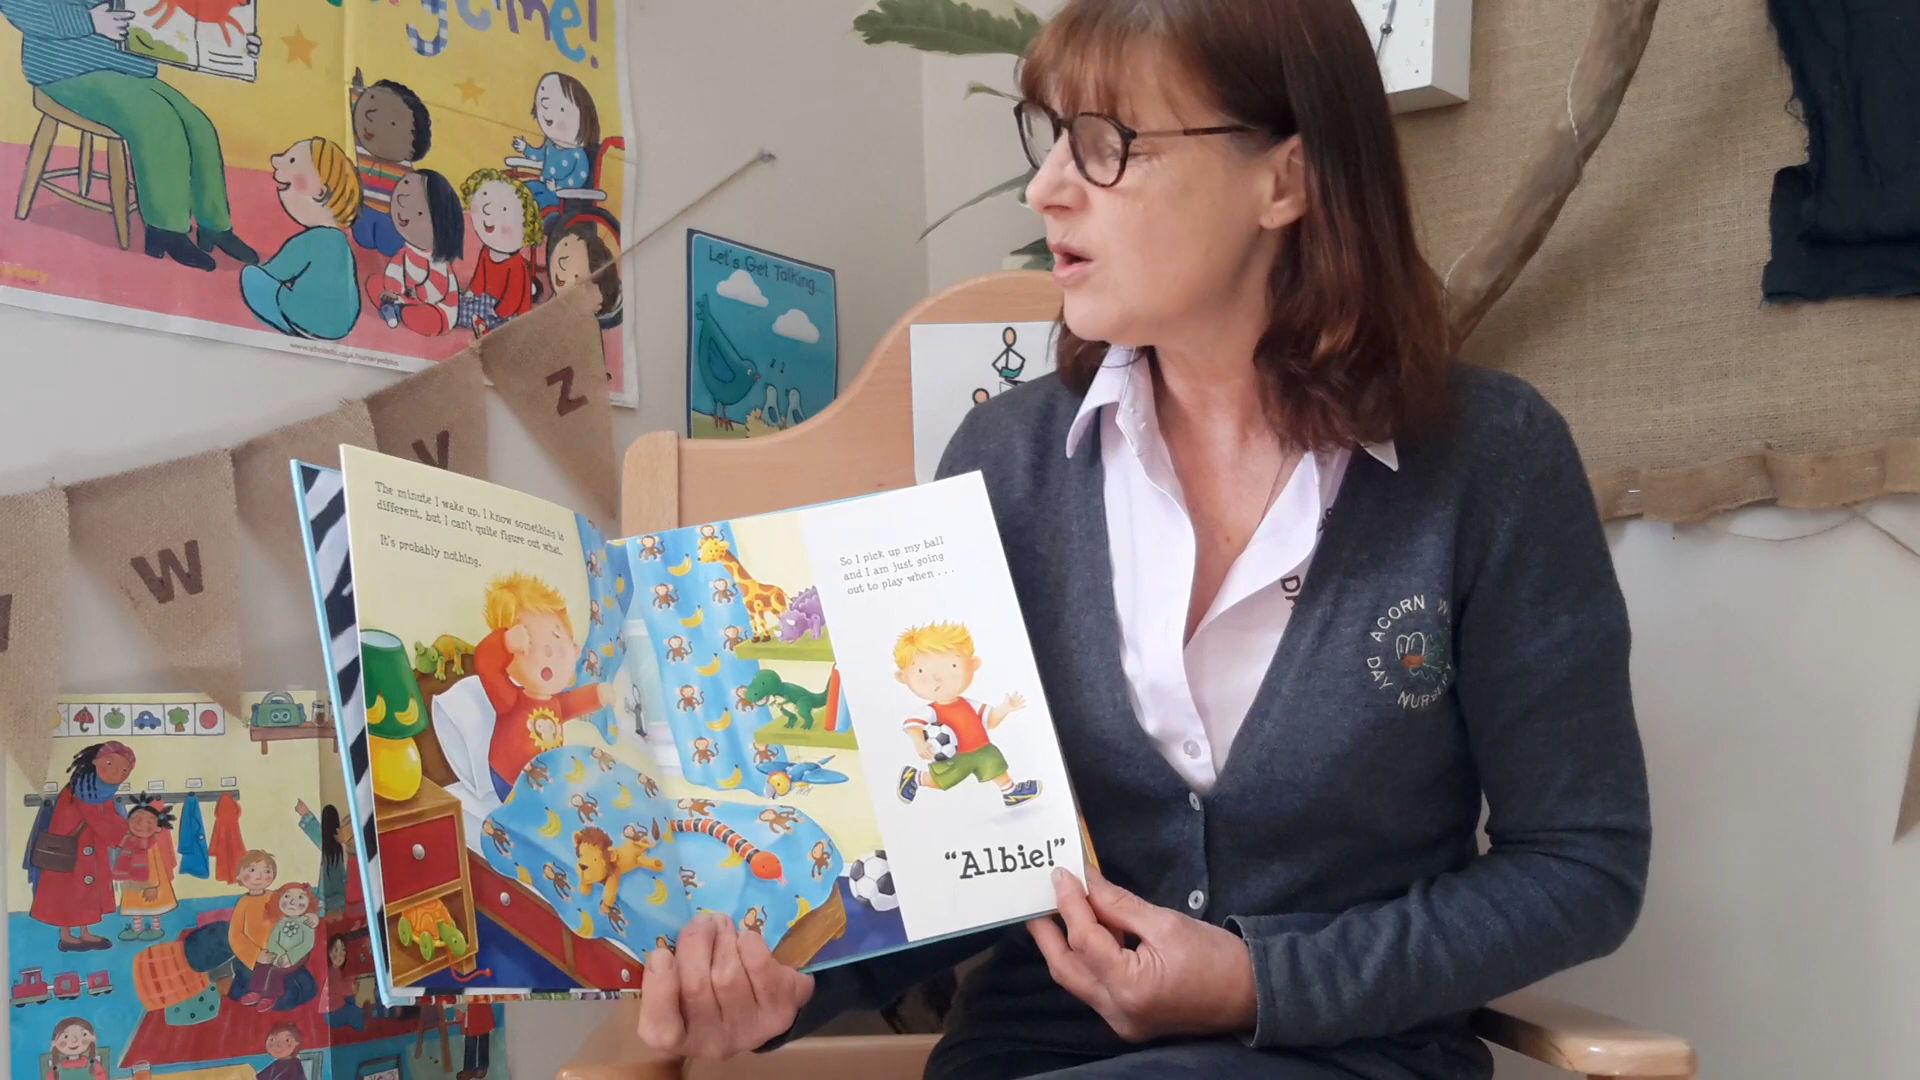 time!
Let's Get Talking...
Z
V
W
The minute I wake up, I know something is
different, but I can't quite figure out what...
It's probably nothing.
So I pick up my ball
and I am just going
out to play when . . .
"Albie!"
ACORN
DAY NURSERY